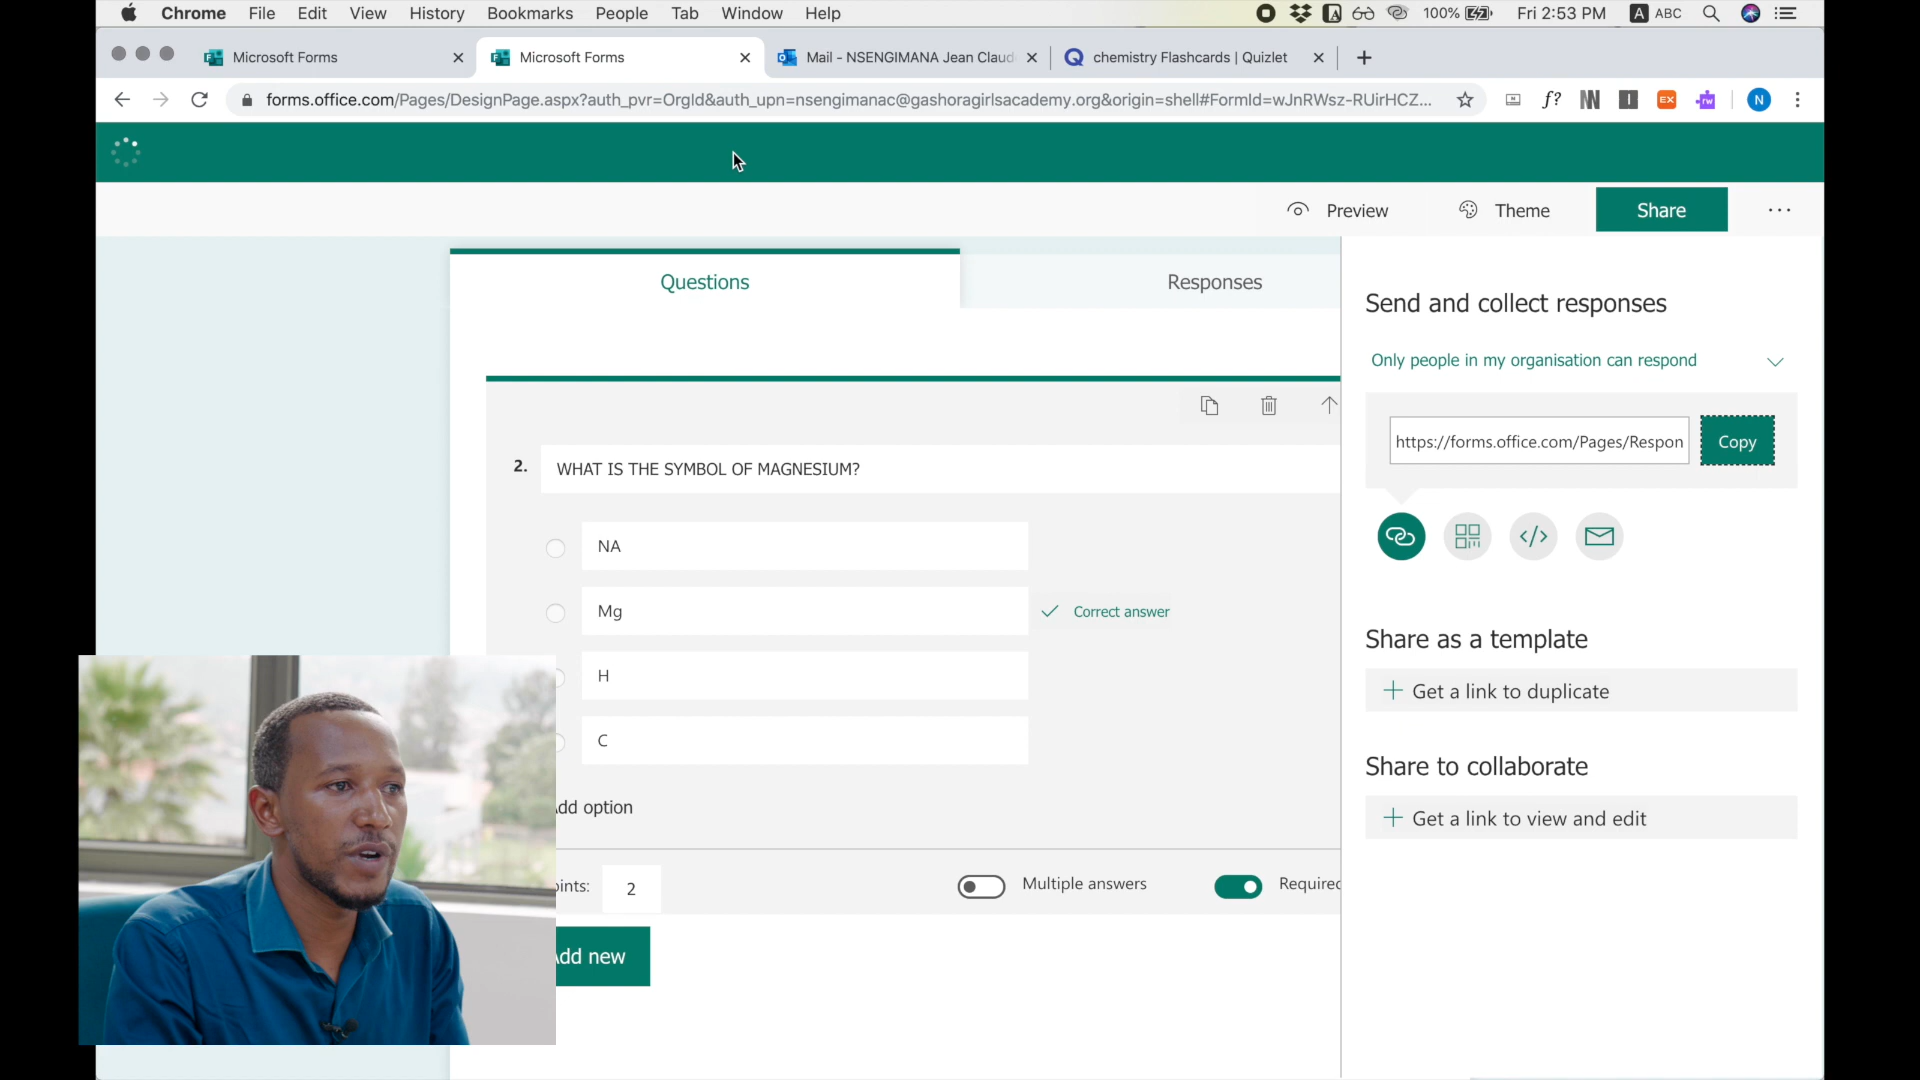 Chrome File Edit View History Bookmarks People Tab Window Help 100% Fri 2:53 PM A ABC
Microsoft Forms Microsoft Forms Mail - NSENGIMANA Jean Claud chemistry Flashcards | Quizlet
forms.office.com/Pages/DesignPage.aspx?auth_pvr=OrgId&auth_upn=nsengimanac@gashoragirlsacademy.org&origin=shell#FormId=wJnRWsz-RUirHCZ... f? EX rw N
Preview Theme Share
Questions Responses
Send and collect responses
Only people in my organisation can respond
https://forms.office.com/Pages/Respon Copy
2. WHAT IS THE SYMBOL OF MAGNESIUM?
NA
Mg Correct answer
H
C
dd option
Share as a template
Get a link to duplicate
Share to collaborate
Get a link to view and edit
oints: 2 Multiple answers Required
dd new